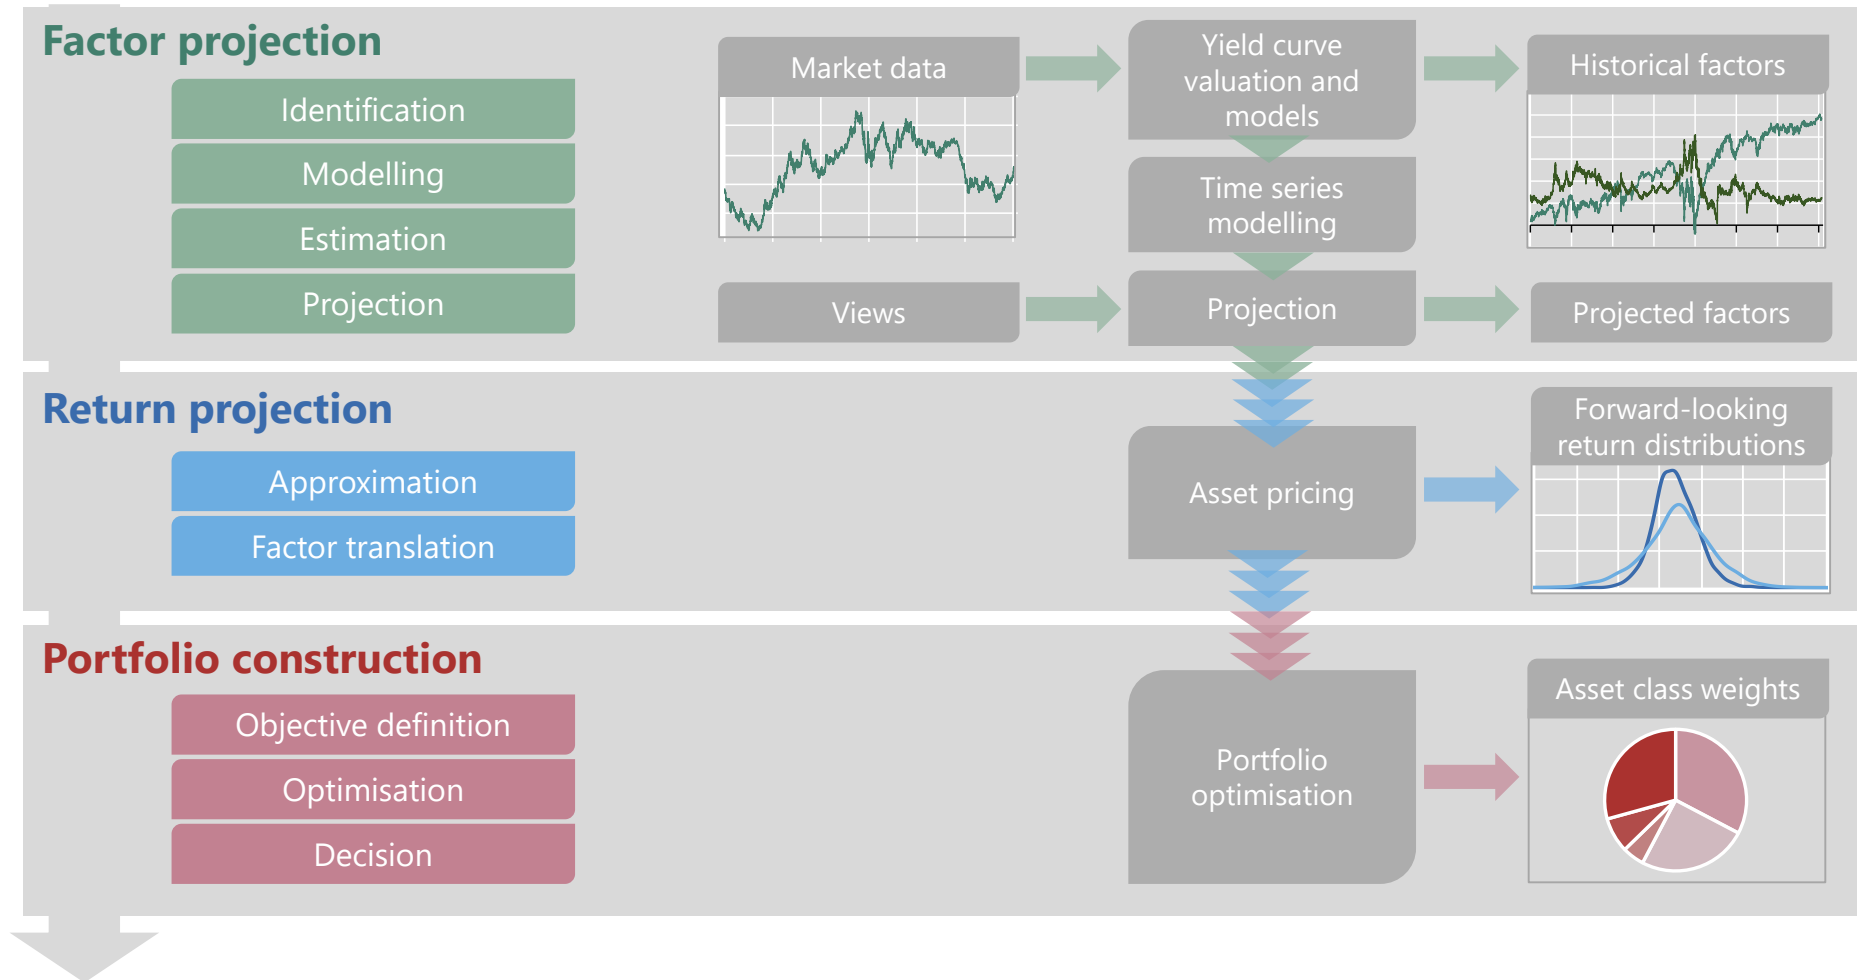 Factor projection
Identification
Modelling
Estimation
Projection
Market data
Yield curve
valuation and
models
Historical factors
Time series
modelling
Views
Projection
Projected factors
Return projection
Approximation
Factor translation
Asset pricing
Forward-looking
return distributions
Portfolio construction
Objective definition
Optimisation
Decision
Portfolio
optimisation
Asset class weights